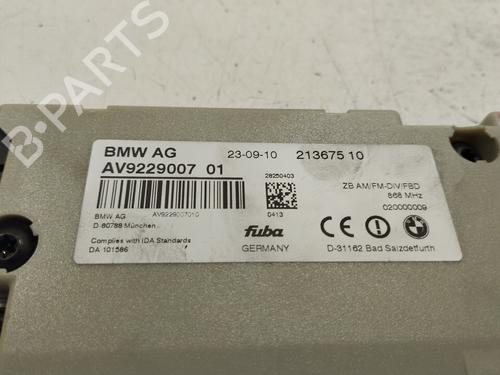 B-PARTS
BMW AG 23-09-10 213675 10
AV9229007 01
28250403
ZB AM/FM-DIV/FBD
868 MHz
020000009
BMW AG AV9229007010 0413
D-80788 München
Complies with IDA Standards
DA 101586
fuba
GERMANY
CE
D-31162 Bad Salzdetfurth